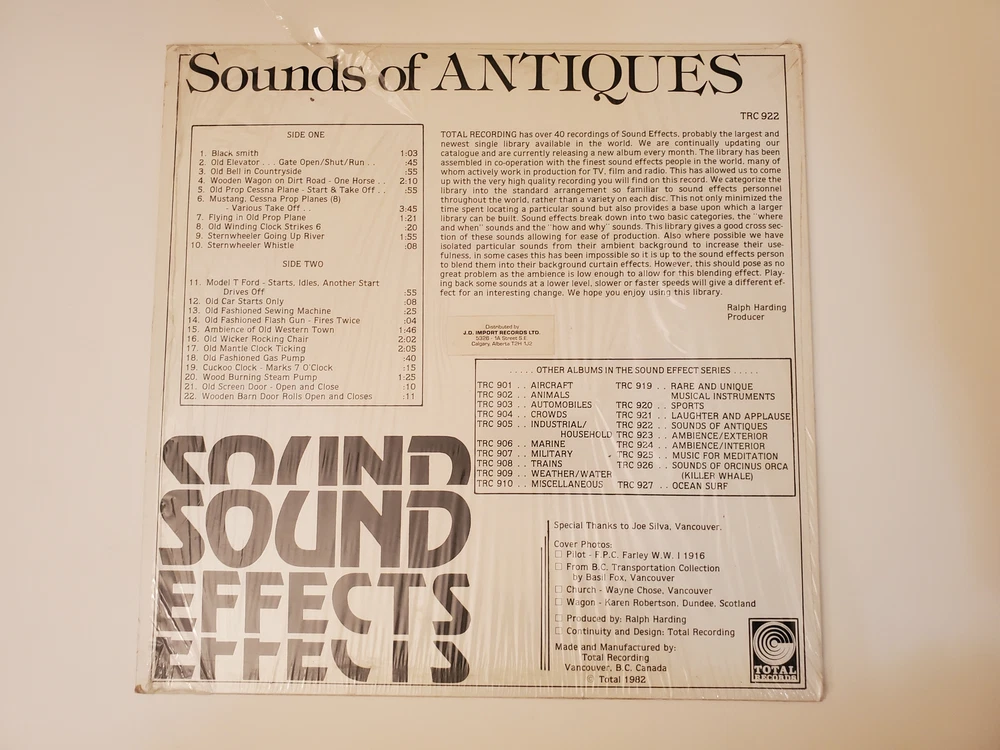 Sounds of ANTIQUES
TRC 922
SIDE ONE
1. Black smith 1:03
2. Old Elevator . . . Gate Open/Shut/Run . . :45
3. Old Bell in Countryside :55
4. Wooden Wagon on Dirt Road - One Horse . . 2:10
5. Old Prop Cessna Plane - Start & Take Off . . :55
6. Mustang, Cessna Prop Planes (8)
- Various Take Off . . 3:45
7. Flying in Old Prop Plane 1:21
8. Old Winding Clock Strikes 6 :20
9. Sternwheeler Going Up River 1:55
10. Sternwheeler Whistle :08
SIDE TWO
11. Model T Ford - Starts, Idles, Another Start
Drives Off :55
12. Old Car Starts Only :08
13. Old Fashioned Sewing Machine :25
14. Old Fashioned Flash Gun - Fires Twice :04
15. Ambience of Old Western Town 1:46
16. Old Wicker Rocking Chair 2:02
17. Old Mantle Clock Ticking 2:05
18. Old Fashioned Gas Pump :40
19. Cuckoo Clock - Marks 7 O'Clock :15
20. Wood Burning Steam Pump 1:25
21. Old Screen Door - Open and Close :10
22. Wooden Barn Door Rolls Open and Closes :11
TOTAL RECORDING has over 40 recordings of Sound Effects, probably the largest and
newest single library available in the world. We are continually updating our
catalogue and are currently releasing a new album every month. The library has been
assembled in co-operation with the finest sound effects people in the world, many of
whom actively work in production for TV, film and radio. This has allowed us to come
up with the very high quality recording you will find on this record. We categorize the
library into the standard arrangement so familiar to sound effects personnel
throughout the world, rather than a variety on each disc. This not only minimized the
time spent locating a particular sound but also provides a base upon which a larger
library can be built. Sound effects break down into two basic categories, the "where
and when" sounds and the "how and why" sounds. This library gives a good cross sec-
tion of these sounds allowing for ease of production. Also where possible we have
isolated particular sounds from their ambient background to increase their use-
fulness, in some cases this has been impossible so it is up to the sound effects person
to blend them into their background curtain effects. However, this should pose as no
great problem as the ambience is low enough to allow for this blending effect. Play-
ing back some sounds at a lower level, slower or faster speeds will give a different ef-
fect for an interesting change. We hope you enjoy using this library.
Ralph Harding
Producer
Distributed by
J.D. IMPORT RECORDS LTD.
5328 - 1A Street S.E.
Calgary, Alberta T2H 1J2
. . . . . OTHER ALBUMS IN THE SOUND EFFECT SERIES . . . . .
TRC 901 . . AIRCRAFT
TRC 902 . . ANIMALS
TRC 903 . . AUTOMOBILES
TRC 904 . . CROWDS
TRC 905 . . INDUSTRIAL/
HOUSEHOLD
TRC 906 . . MARINE
TRC 907 . . MILITARY
TRC 908 . . TRAINS
TRC 909 . . WEATHER/WATER
TRC 910 . . MISCELLANEOUS
TRC 919 . . RARE AND UNIQUE
MUSICAL INSTRUMENTS
TRC 920 . . SPORTS
TRC 921 . . LAUGHTER AND APPLAUSE
TRC 922 . . SOUNDS OF ANTIQUES
TRC 923 . . AMBIENCE/EXTERIOR
TRC 924 . . AMBIENCE/INTERIOR
TRC 925 . . MUSIC FOR MEDITATION
TRC 926 . . SOUNDS OF ORCINUS ORCA
(KILLER WHALE)
TRC 927 . . OCEAN SURF
SOUND
SOUND
EFFECTS
EFFECTS
Special Thanks to Joe Silva, Vancouver.
Cover Photos:
Pilot - F.P.C. Farley W.W. I 1916
From B.C. Transportation Collection
by Basil Fox, Vancouver
Church - Wayne Chose, Vancouver
Wagon - Karen Robertson, Dundee, Scotland
Produced by: Ralph Harding
Continuity and Design: Total Recording
Made and Manufactured by:
Total Recording
Vancouver, B.C. Canada
© Total 1982
TOTAL
RECORDS